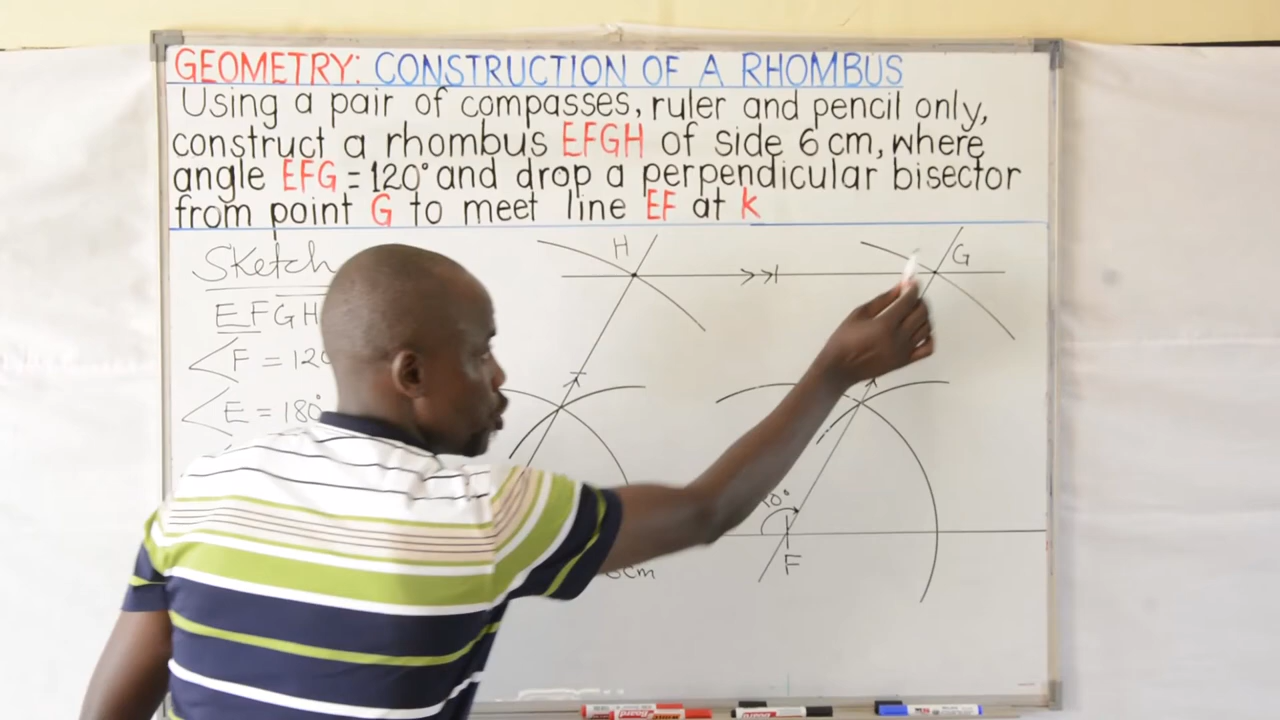 GEOMETRY: CONSTRUCTION OF A RHOMBUS
Using a pair of compasses, ruler and pencil only,
construct a rhombus EFGH of side 6 cm, where
angle EFG = 120° and drop a perpendicular bisector
from point G to meet line EF at k
Sketch
H
G
EFGH
F = 120
E = 180°
F
cm